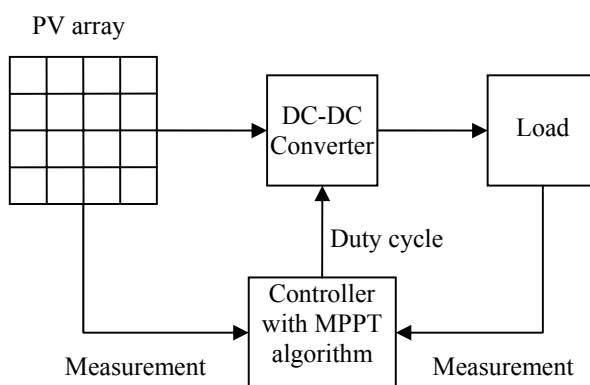 PV array
DC-DC
Converter
Load
Duty cycle
Controller
with MPPT
algorithm
Measurement
Measurement